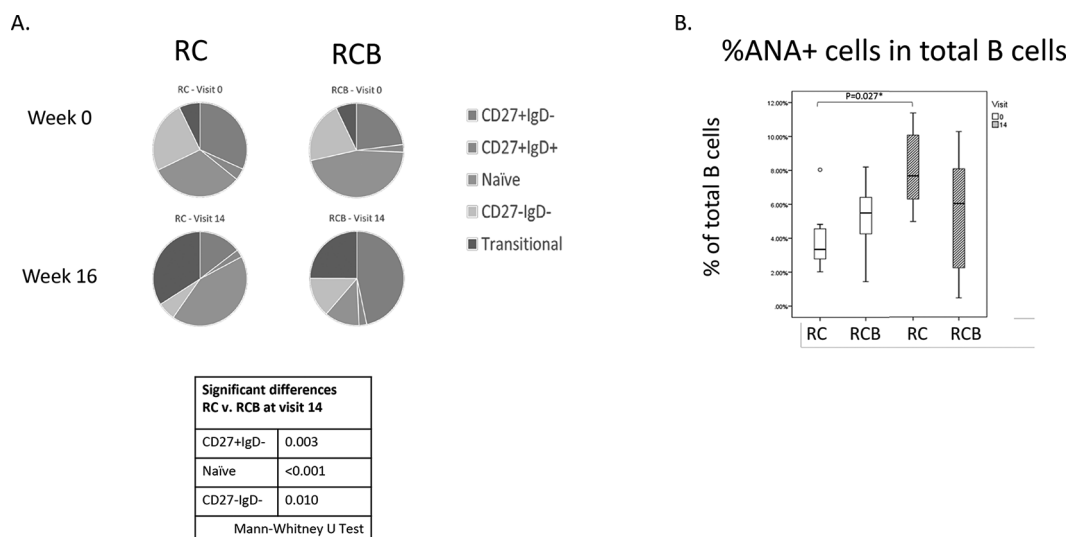 A.
RC
RCB
Week 0
RC - Visit 0
RCB - Visit 0
Week 16
RC - Visit 14
RCB - Visit 14
CD27+IgD-
CD27+IgD+
Naïve
CD27-IgD-
Transitional
Significant differences
RC v. RCB at visit 14
CD27+IgD- 0.003
Naïve <0.001
CD27-IgD- 0.010
Mann-Whitney U Test
B.
%ANA+ cells in total B cells
P=0.027*
Visit
0
14
% of total B cells
12.00%
10.00%
8.00%
6.00%
4.00%
2.00%
.00%
RC RCB RC RCB